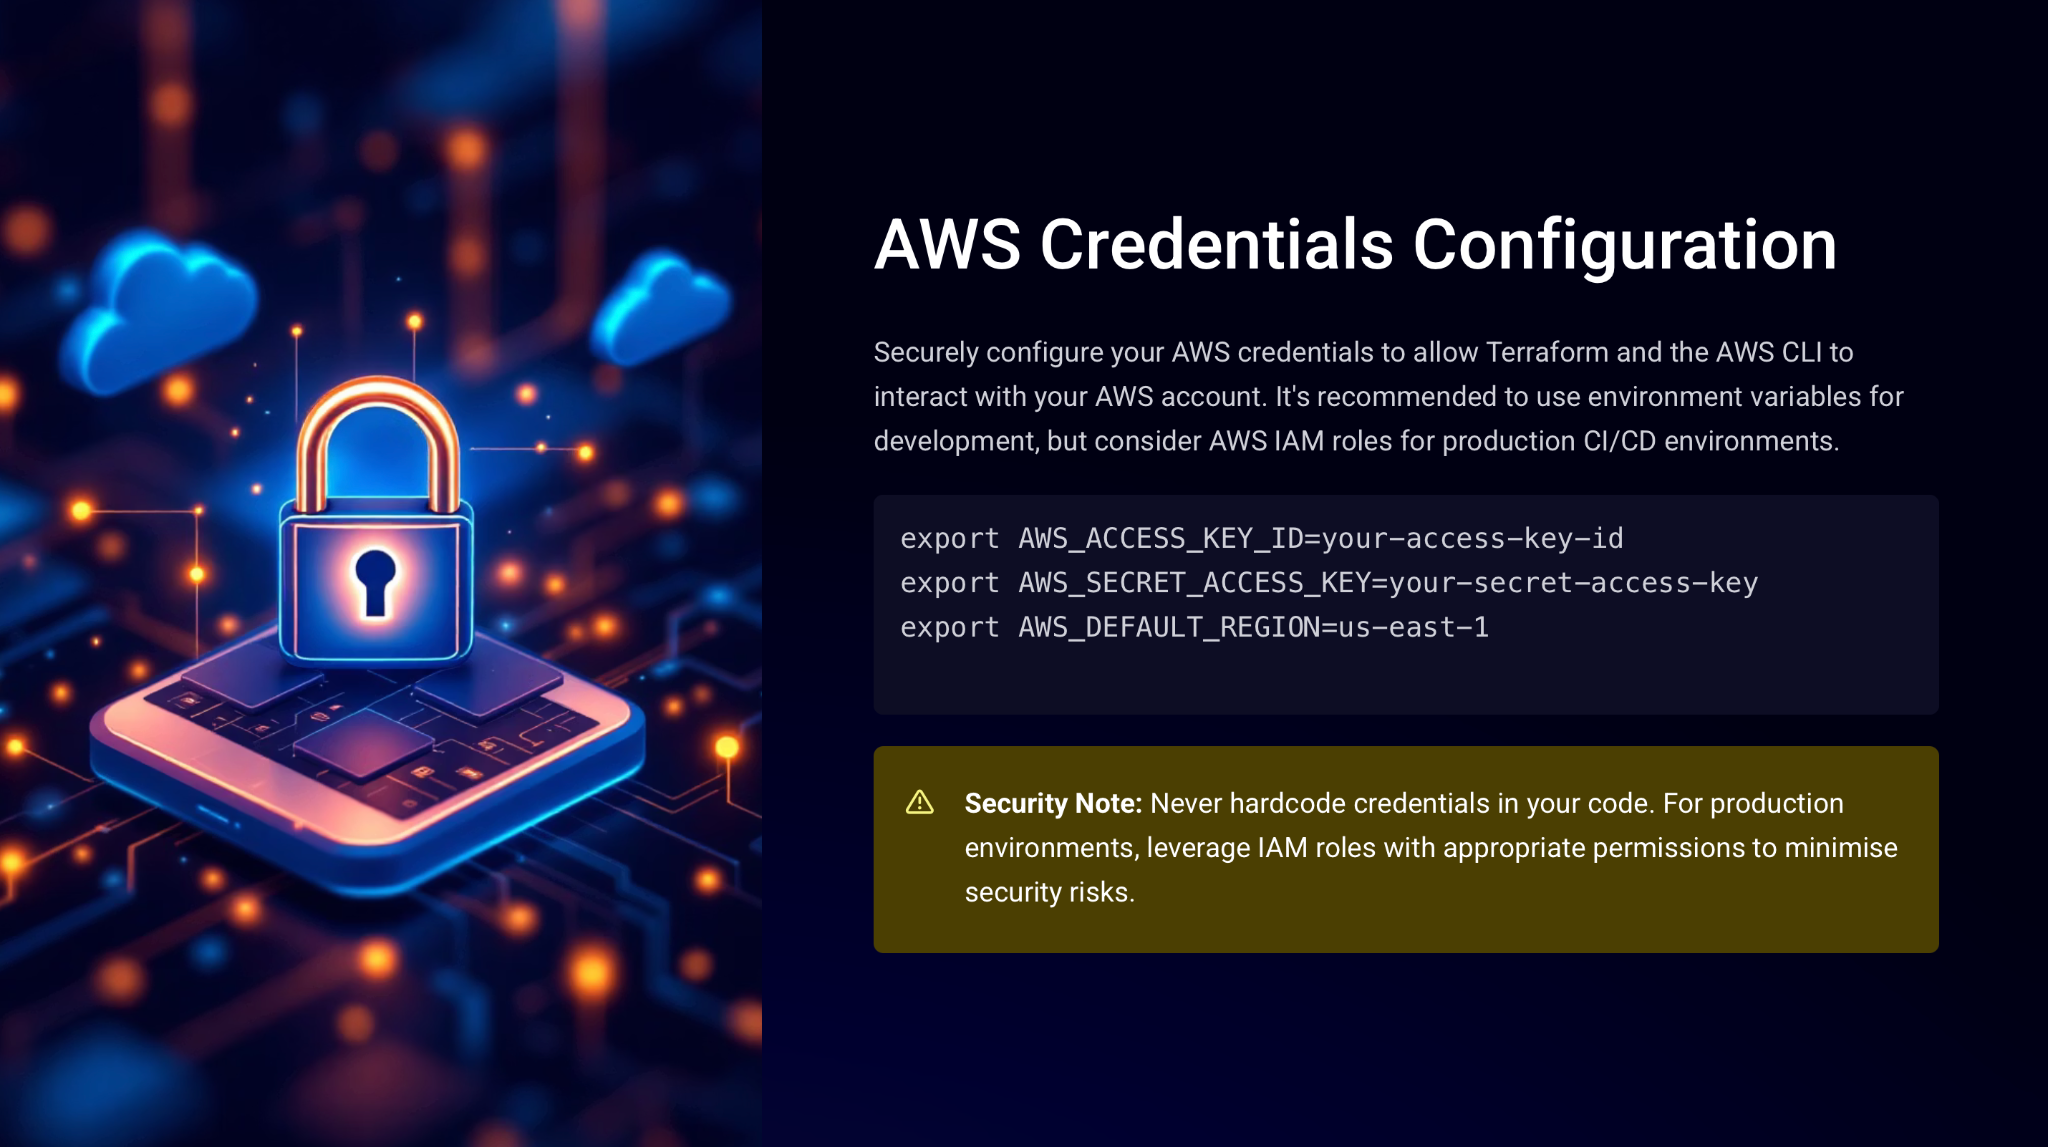 AWS Credentials Configuration
Securely configure your AWS credentials to allow Terraform and the AWS CLI to
interact with your AWS account. It's recommended to use environment variables for
development, but consider AWS IAM roles for production CI/CD environments.
export AWS_ACCESS_KEY_ID=your-access-key-id
export AWS_SECRET_ACCESS_KEY=your-secret-access-key
export AWS_DEFAULT_REGION=us-east-1
Security Note: Never hardcode credentials in your code. For production
environments, leverage IAM roles with appropriate permissions to minimise
security risks.